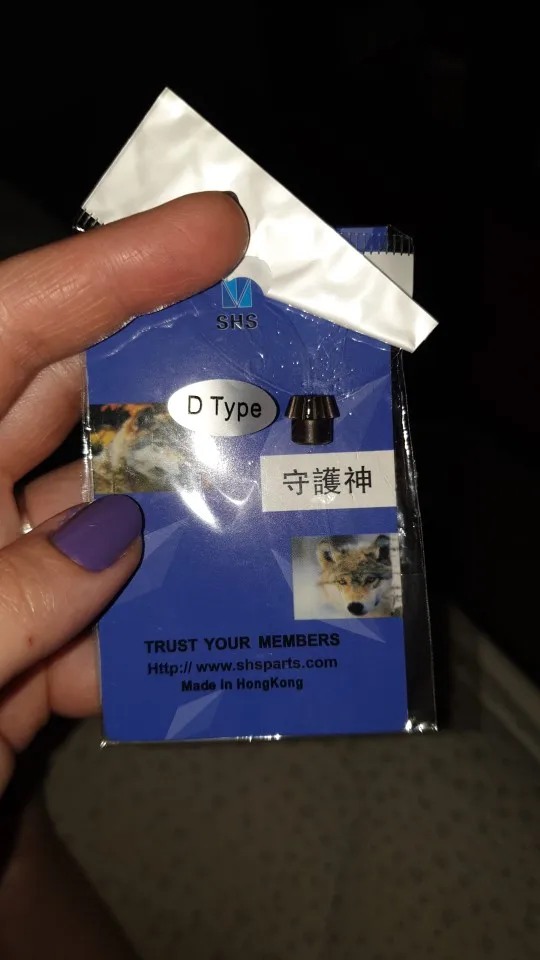 SHS
D Type
守護神
TRUST YOUR MEMBERS
Http// www.shsparts.com
Made in HongKong